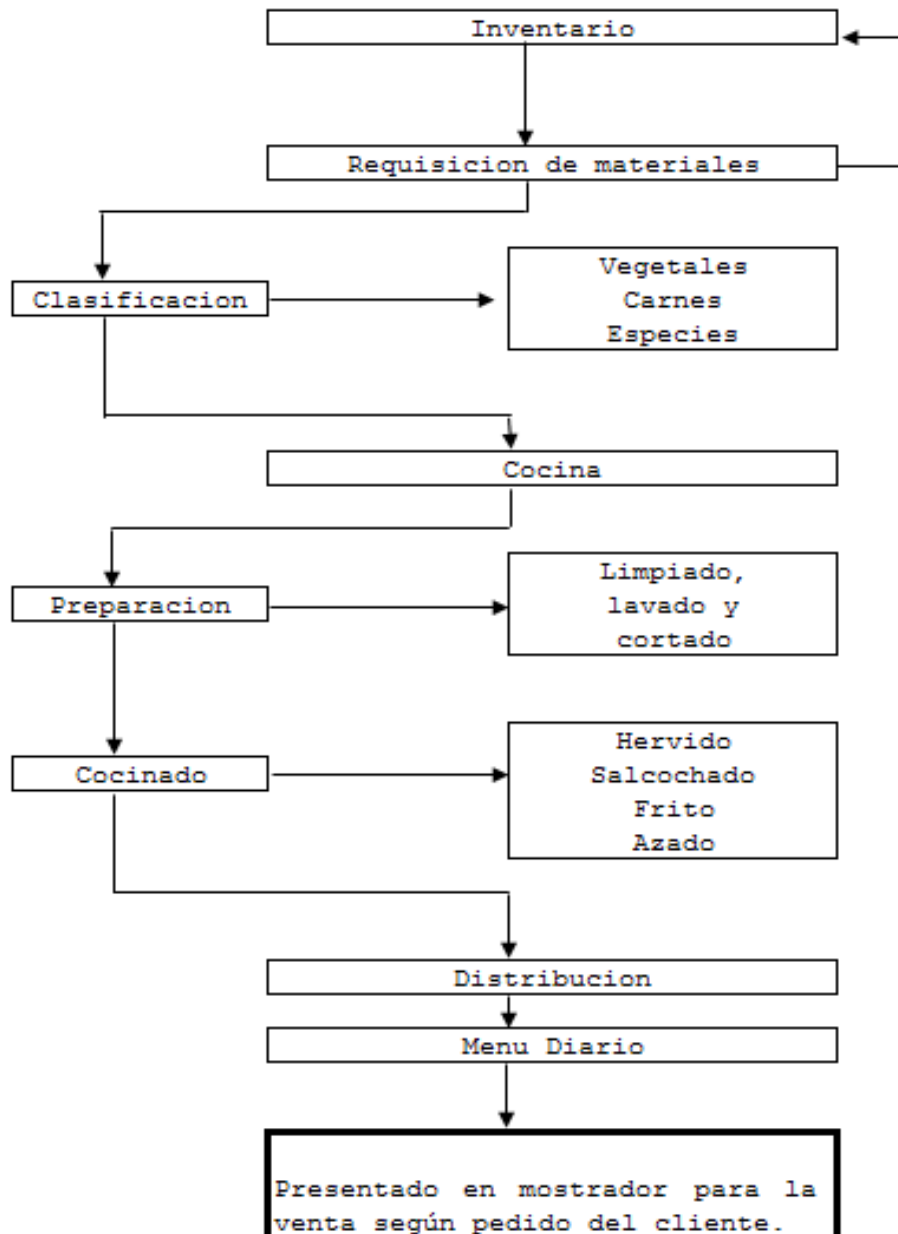 Inventario
Requisicion de materiales
Clasificacion
Vegetales
Carnes
Especies
Cocina
Preparacion
Limpiado,
lavado y
cortado
Cocinado
Hervido
Salcochado
Frito
Azado
Distribucion
Menu Diario
Presentado en mostrador para la
venta según pedido del cliente.